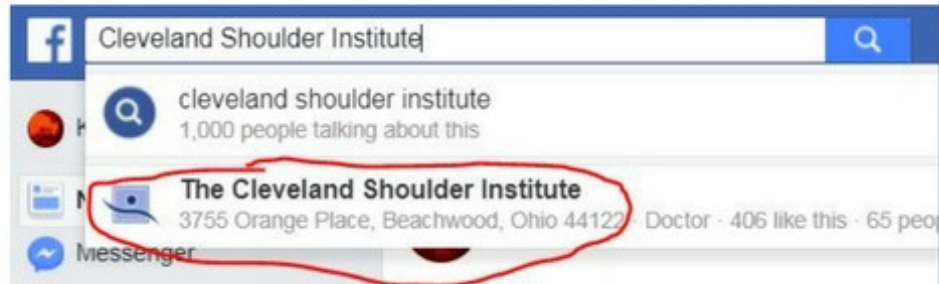 Cleveland Shoulder Institute
cleveland shoulder institute
1,000 people talking about this
The Cleveland Shoulder Institute
3755 Orange Place, Beachwood, Ohio 44122 · Doctor · 406 like this · 65 peo
Messenger